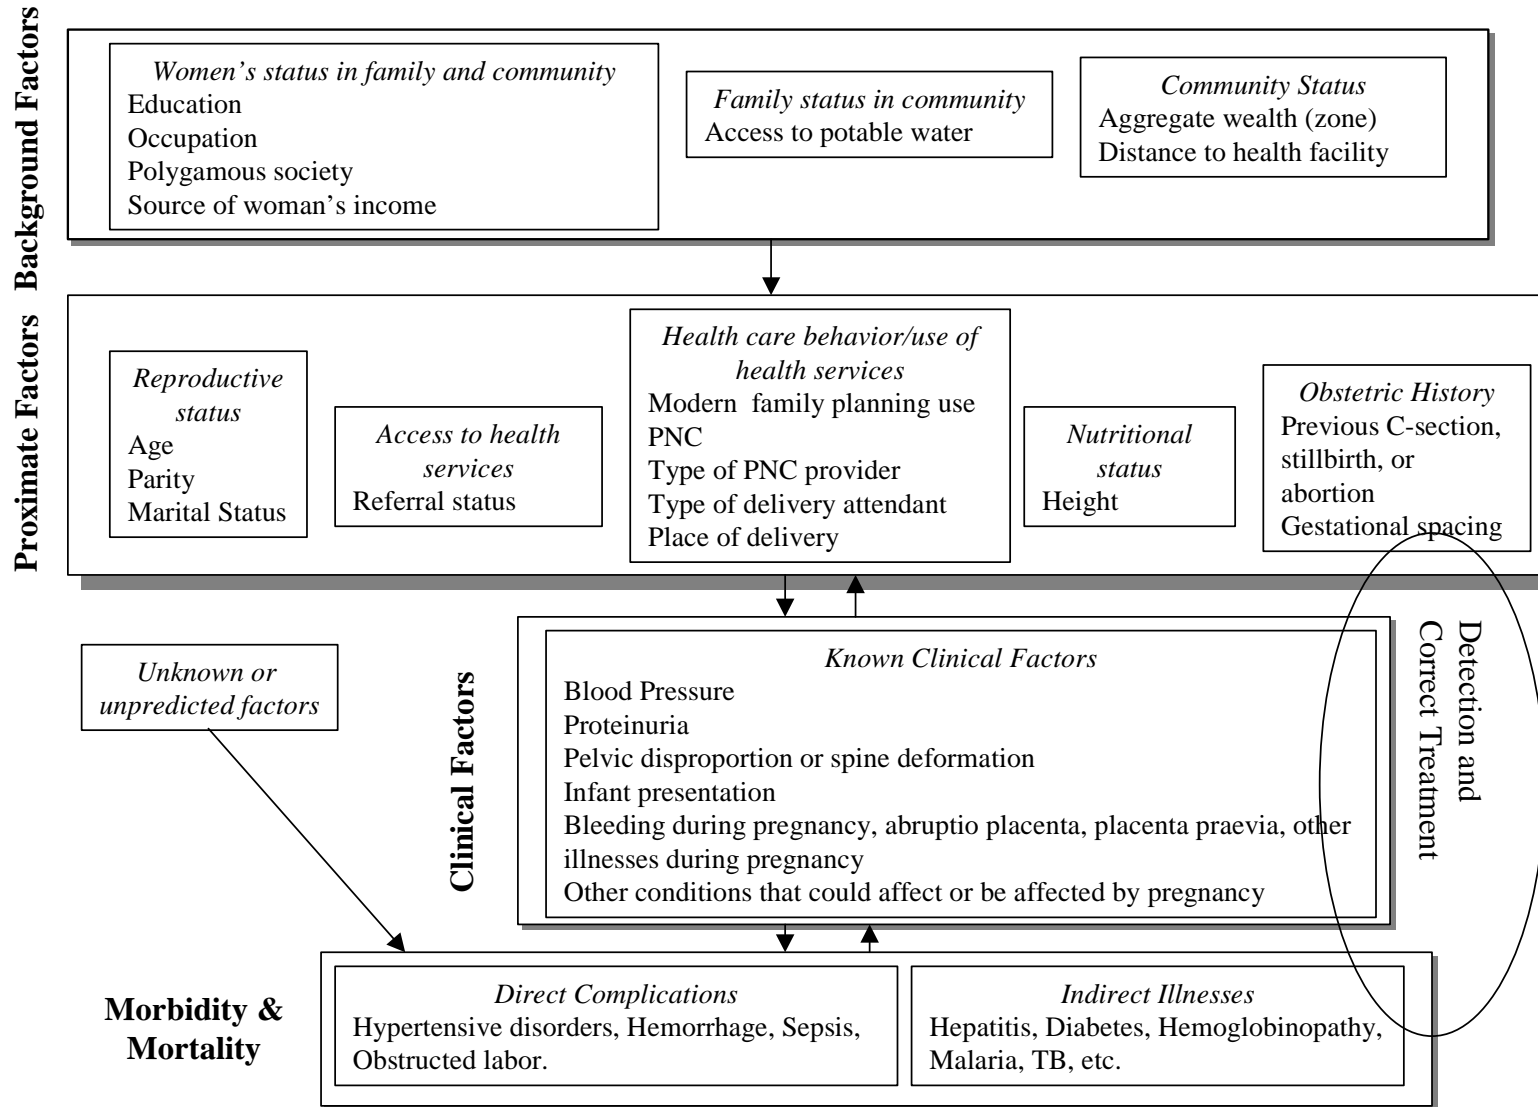 Background Factors
Women’s status in family and community
Education
Occupation
Polygamous society
Source of woman’s income
Family status in community
Access to potable water
Community Status
Aggregate wealth (zone)
Distance to health facility
Proximate Factors
Reproductive
status
Age
Parity
Marital Status
Access to health
services
Referral status
Health care behavior/use of
health services
Modern  family planning use
PNC
Type of PNC provider
Type of delivery attendant
Place of delivery
Nutritional
status
Height
Obstetric History
Previous C-section,
stillbirth, or
abortion
Gestational spacing
Unknown or
unpredicted factors
Clinical Factors
Known Clinical Factors
Blood Pressure
Proteinuria
Pelvic disproportion or spine deformation
Infant presentation
Bleeding during pregnancy, abruptio placenta, placenta praevia, other
illnesses during pregnancy
Other conditions that could affect or be affected by pregnancy
Detection and
Correct Treatment
Morbidity &
Mortality
Direct Complications
Hypertensive disorders, Hemorrhage, Sepsis,
Obstructed labor.
Indirect Illnesses
Hepatitis, Diabetes, Hemoglobinopathy,
Malaria, TB, etc.